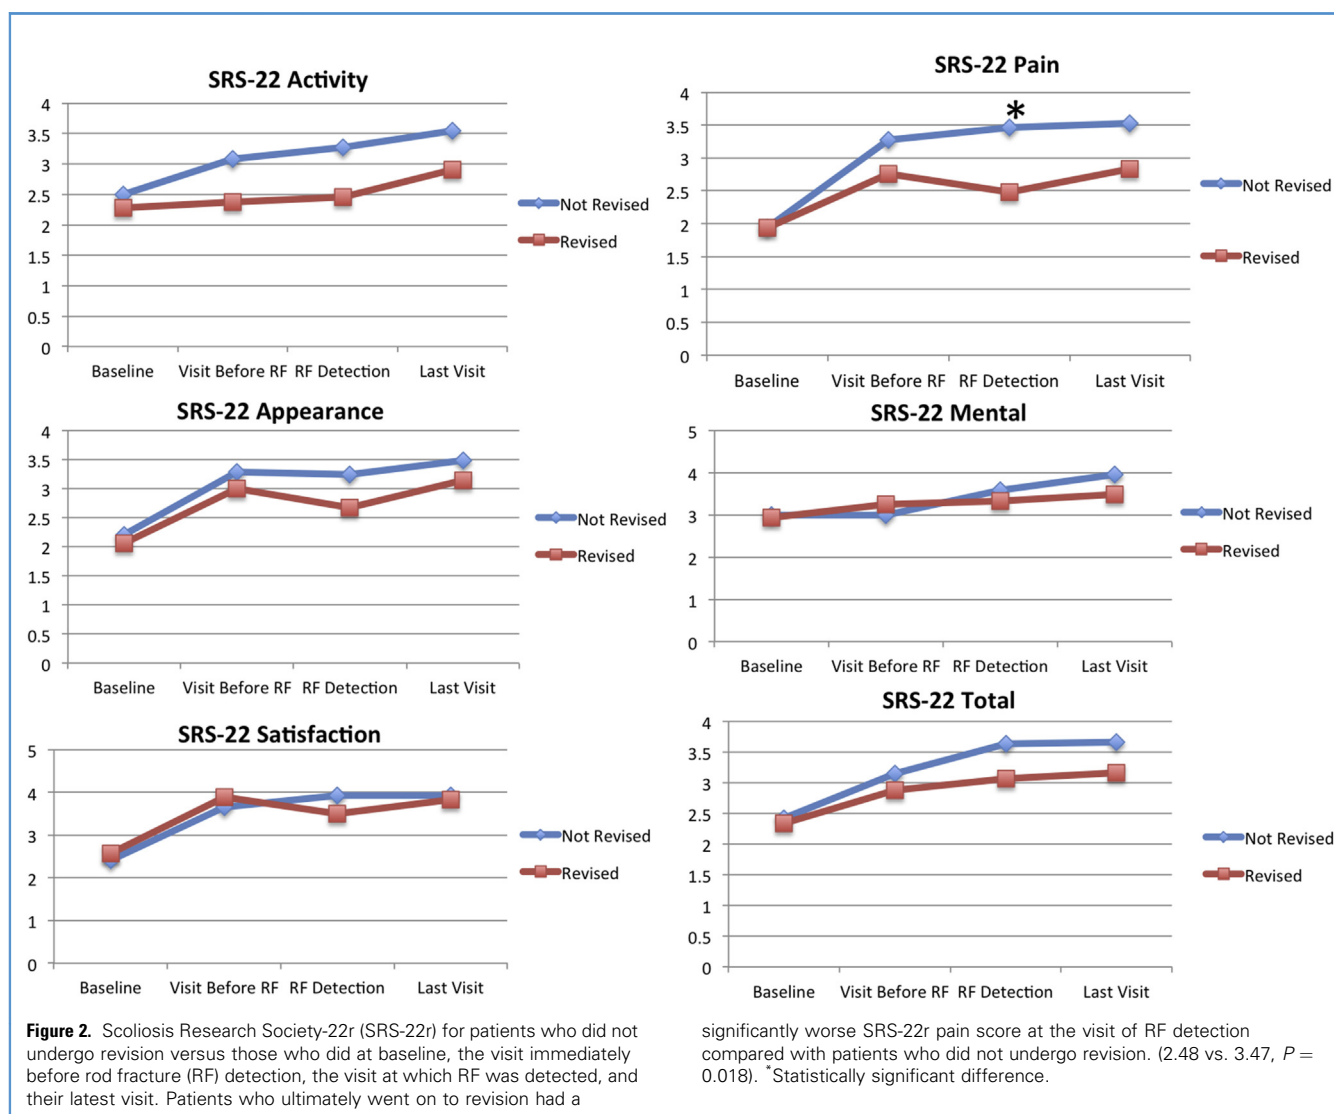 SRS-22 Activity
4
3.5
3
2.5
2
1.5
1
0.5
0
Baseline Visit Before RF RF Detection Last Visit
Not Revised
Revised
SRS-22 Pain
*
4
3.5
3
2.5
2
1.5
1
0.5
0
Baseline Visit Before RF RF Detection Last Visit
Not Revised
Revised
SRS-22 Appearance
4
3.5
3
2.5
2
1.5
1
0.5
0
Baseline Visit Before RF RF Detection Last Visit
Not Revised
Revised
SRS-22 Mental
5
4
3
2
1
0
Baseline Visit Before RF RF Detection Last Visit
Not Revised
Revised
SRS-22 Satisfaction
5
4
3
2
1
0
Baseline Visit Before RF RF Detection Last Visit
Not Revised
Revised
SRS-22 Total
4
3.5
3
2.5
2
1.5
1
0.5
0
Baseline Visit Before RF RF Detection Last Visit
Not Revised
Revised
Figure 2. Scoliosis Research Society-22r (SRS-22r) for patients who did not
undergo revision versus those who did at baseline, the visit immediately
before rod fracture (RF) detection, the visit at which RF was detected, and
their latest visit. Patients who ultimately went on to revision had a
significantly worse SRS-22r pain score at the visit of RF detection
compared with patients who did not undergo revision. (2.48 vs. 3.47, P =
0.018). *Statistically significant difference.